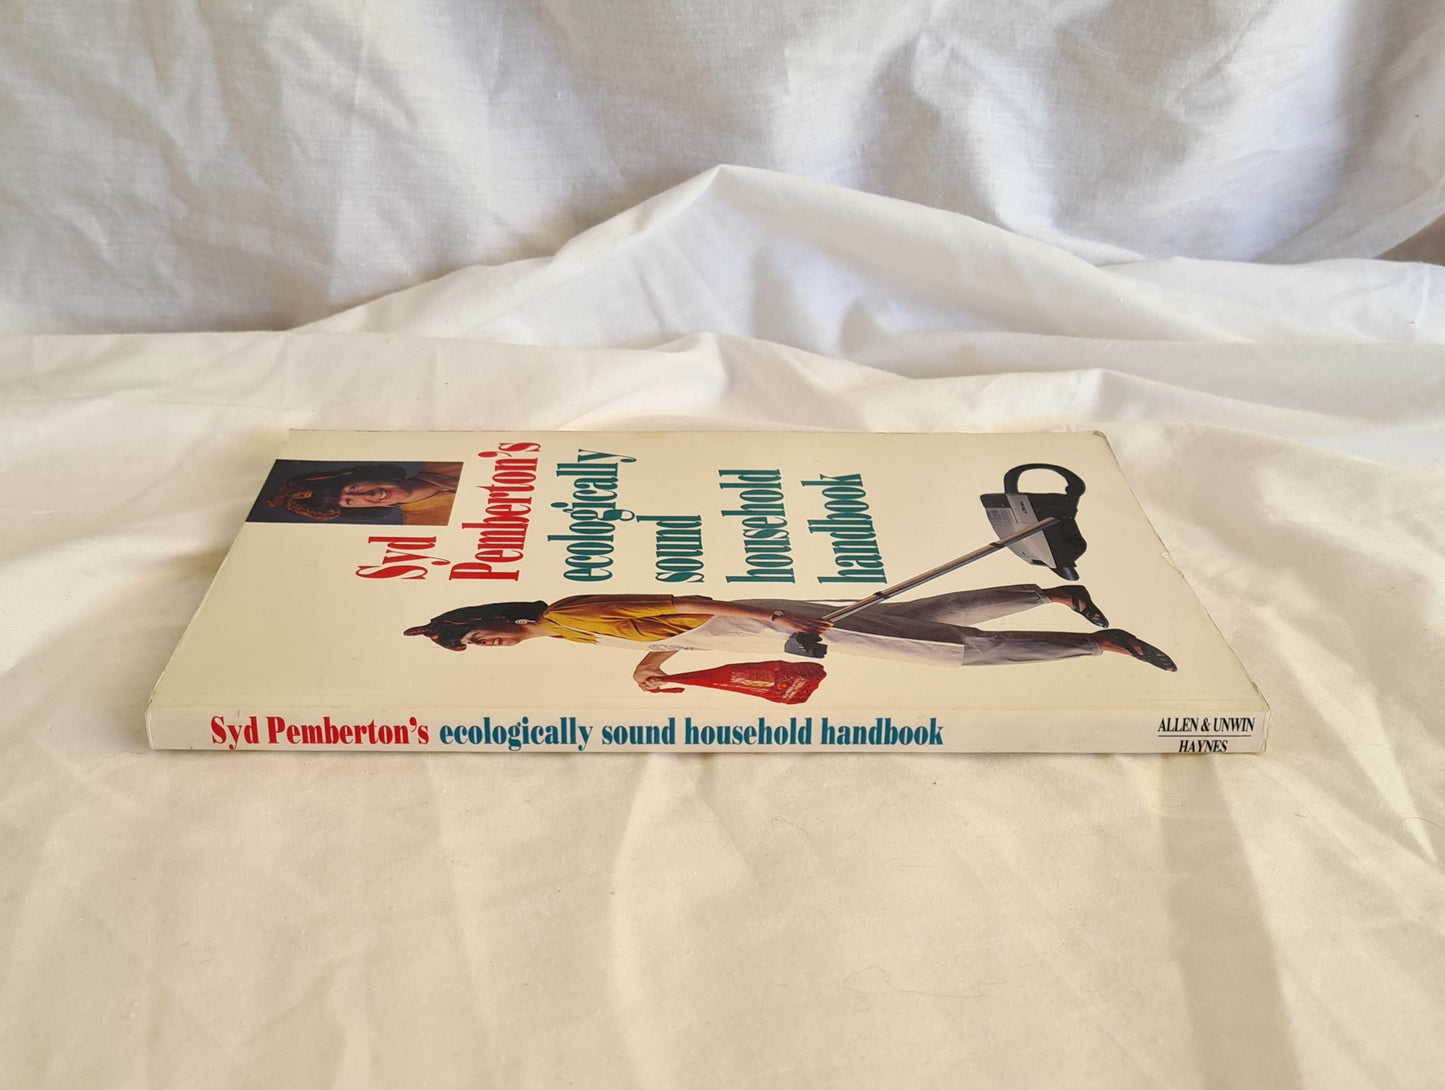 Syd
Pemberton's
ecologically
sound
household
handbook
Syd Pemberton's ecologically sound household handbook
ALLEN & UNWIN
HAYNES